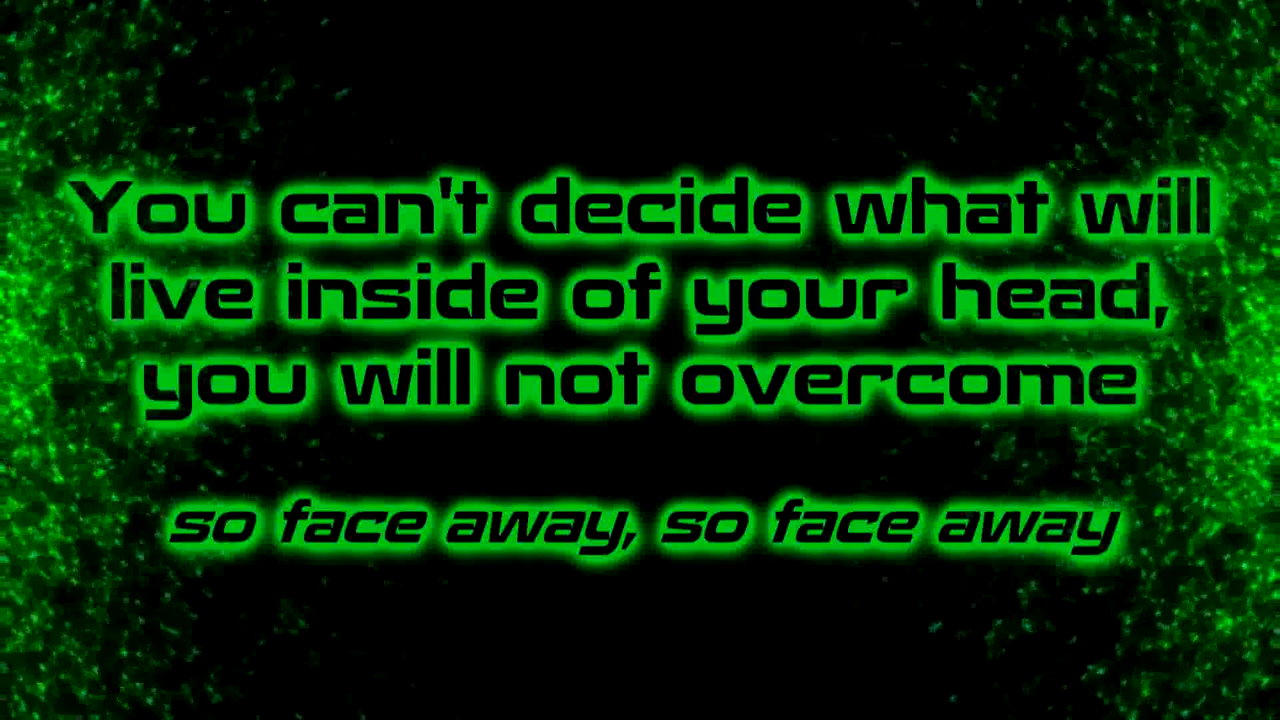 You can't decide what will
live inside of your head,
you will not overcome
so face away, so face away